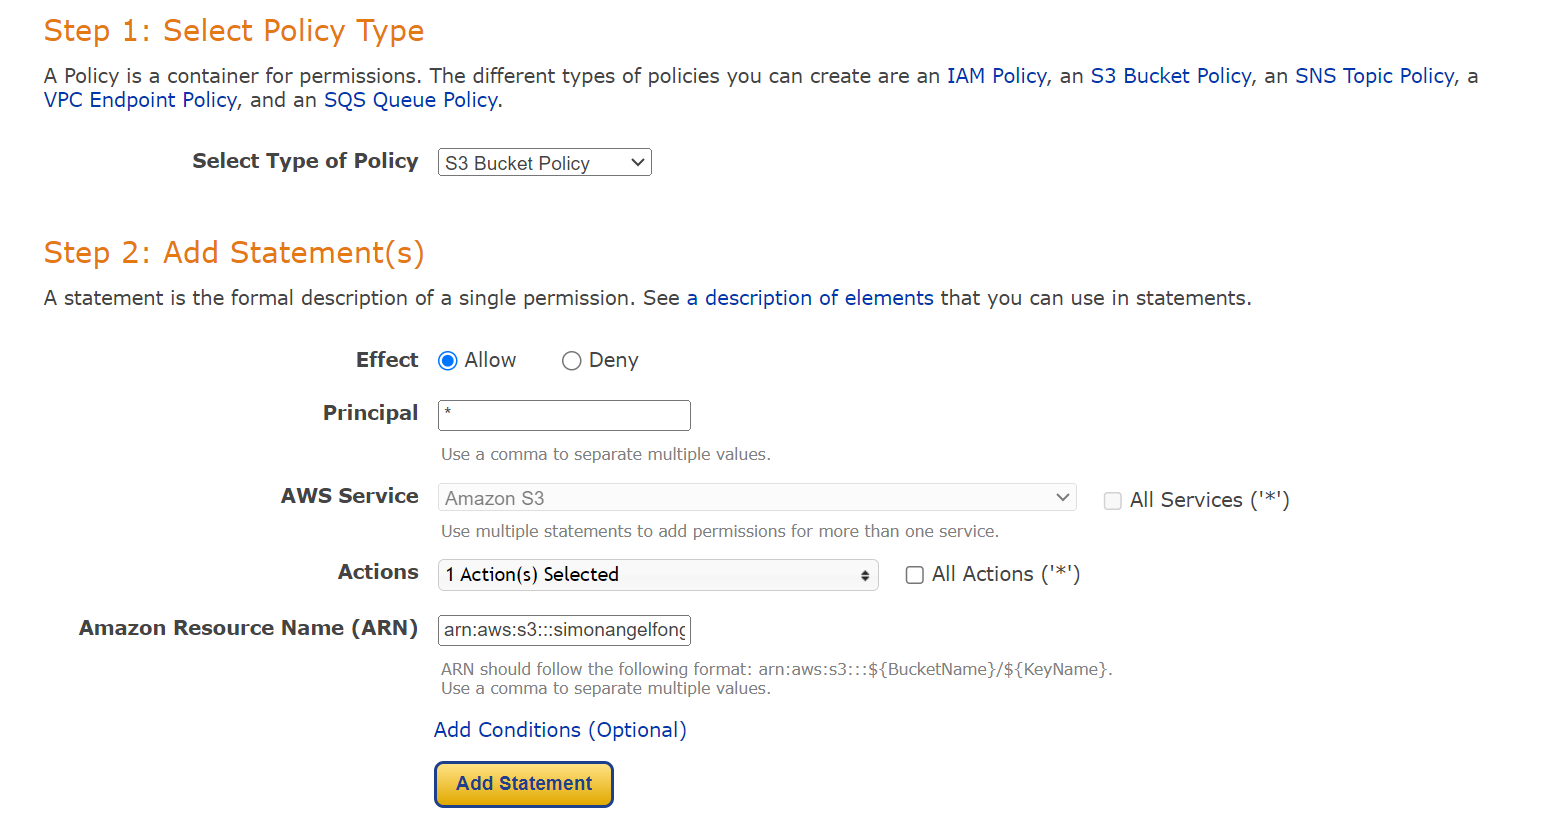 Step 1: Select Policy Type
A Policy is a container for permissions. The different types of policies you can create are an IAM Policy, an S3 Bucket Policy, an SNS Topic Policy, a
VPC Endpoint Policy, and an SQS Queue Policy.
Select Type of Policy S3 Bucket Policy
Step 2: Add Statement(s)
A statement is the formal description of a single permission. See a description of elements that you can use in statements.
Effect Allow Deny
Principal *
Use a comma to separate multiple values.
AWS Service Amazon S3 All Services ('*')
Use multiple statements to add permissions for more than one service.
Actions 1 Action(s) Selected All Actions ('*')
Amazon Resource Name (ARN) arn:aws:s3:::simonangelfong
ARN should follow the following format: arn:aws:s3:::${BucketName}/${KeyName}.
Use a comma to separate multiple values.
Add Conditions (Optional)
Add Statement